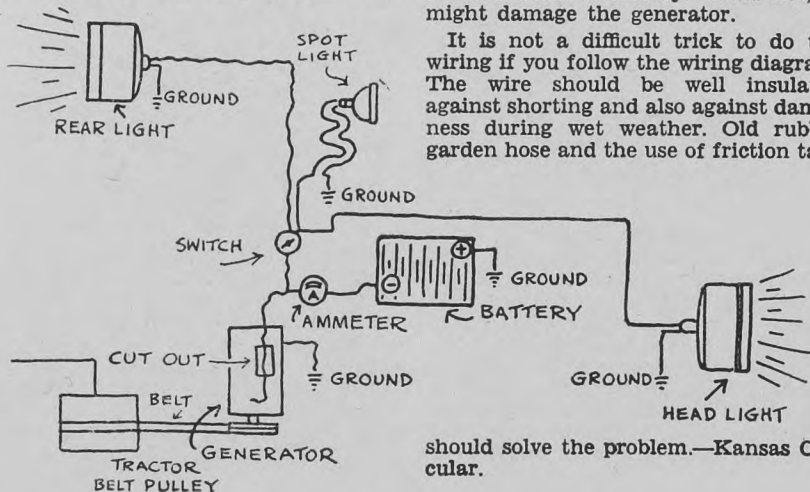 might damage the generator.
It is not a difficult trick to do
wiring if you follow the wiring diagra
The wire should be well insula
against shorting and also against
ness during wet weather. Old rubb
garden hose and the use of friction ta
SPOT
LIGHT
GROUND
REAR LIGHT
GROUND
SWITCH
GROUND
AMMETER
BATTERY
CUT OUT
GROUND
GROUND
BELT
HEAD LIGHT
GENERATOR
TRACTOR
BELT PULLEY
should solve the problem.—Kansas C
cular.